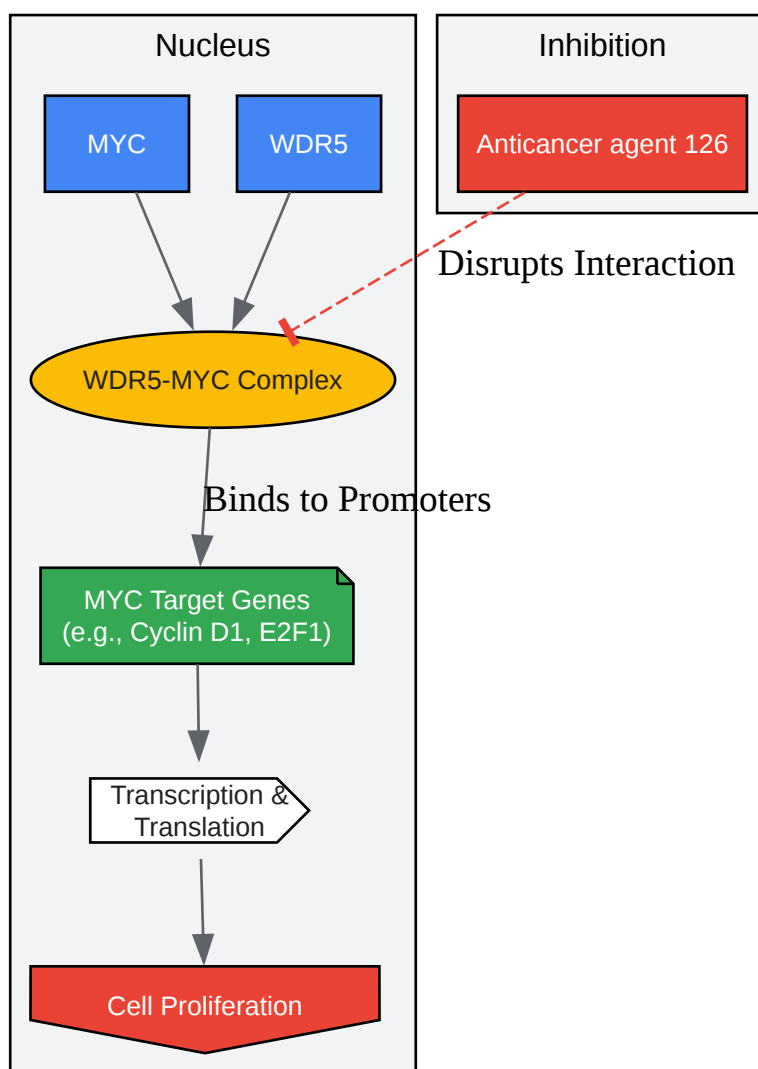 Nucleus
Inhibition
MYC
WDR5
Anticancer agent 126
Disrupts Interaction
WDR5-MYC Complex
Binds to Promoters
MYC Target Genes
(e.g., Cyclin D1, E2F1)
Transcription &
Translation
Cell Proliferation